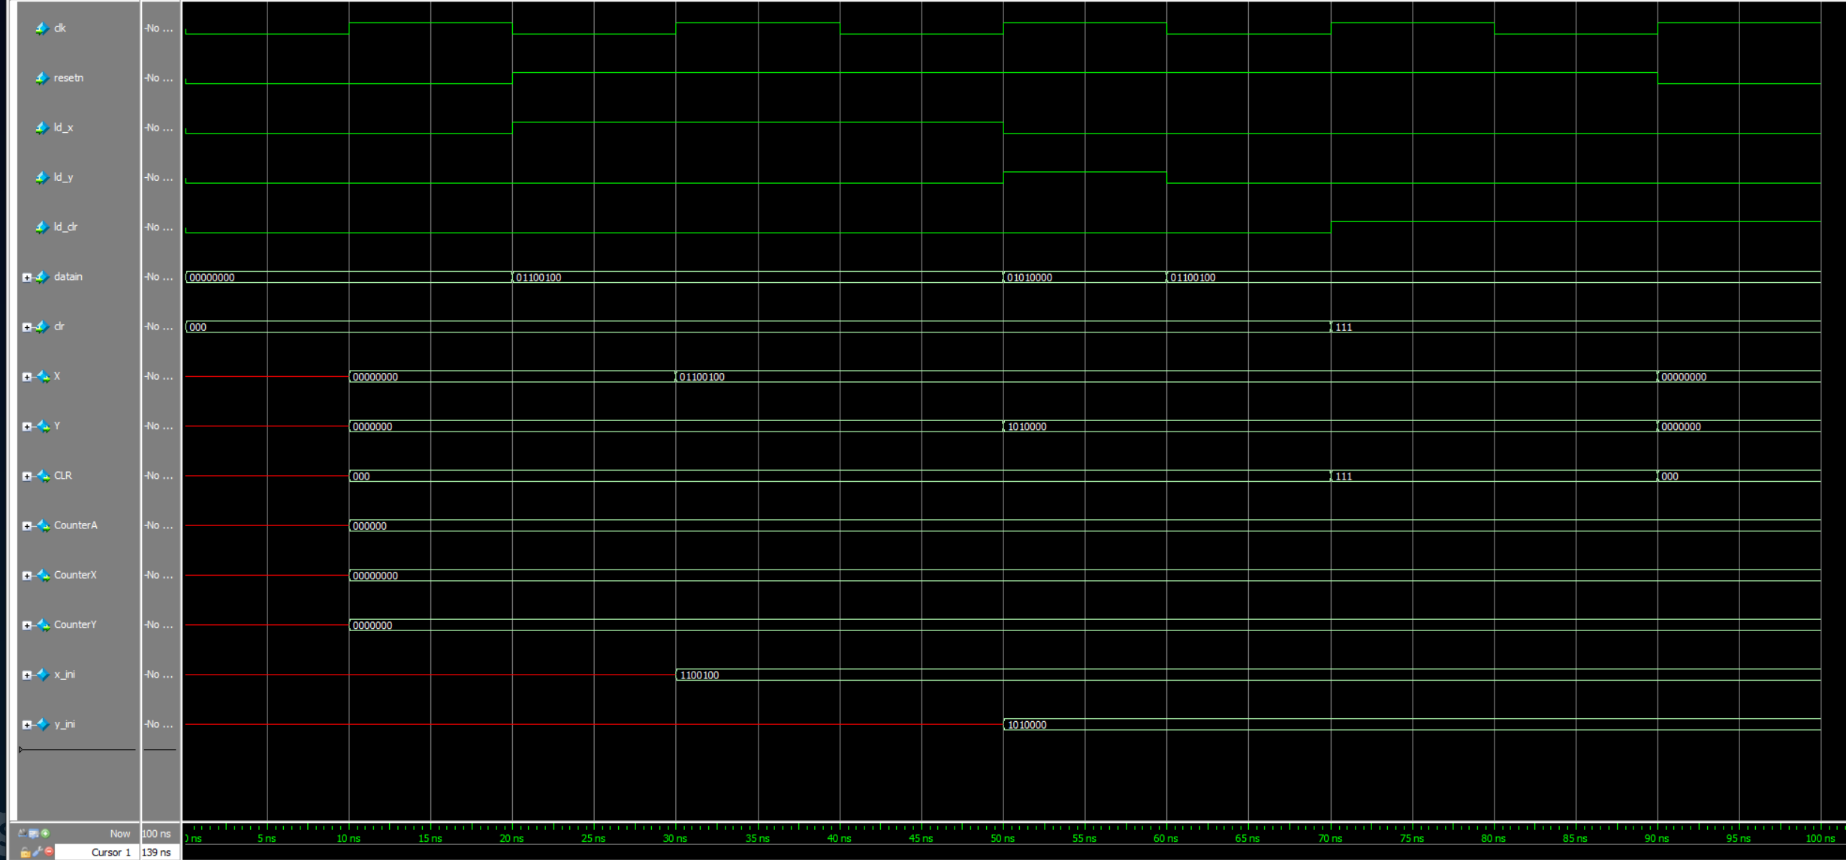 clk -No ...
resetn -No ...
ld_x -No ...
ld_y -No ...
ld_clr -No ...
datain -No ... 00000000 01100100 01010000 01100100
clr -No ... 000 111
X -No ... 00000000 01100100 00000000
Y -No ... 0000000 1010000 0000000
CLR -No ... 000 111 000
CounterA -No ... 000000
CounterX -No ... 00000000
CounterY -No ... 0000000
x_ini -No ... 1100100
y_ini -No ... 1010000
Now 100 ns ns 5 ns 10 ns 15 ns 20 ns 25 ns 30 ns 35 ns 40 ns 45 ns 50 ns 55 ns 60 ns 65 ns 70 ns 75 ns 80 ns 85 ns 90 ns 95 ns 100 ns
Cursor 1 139 ns